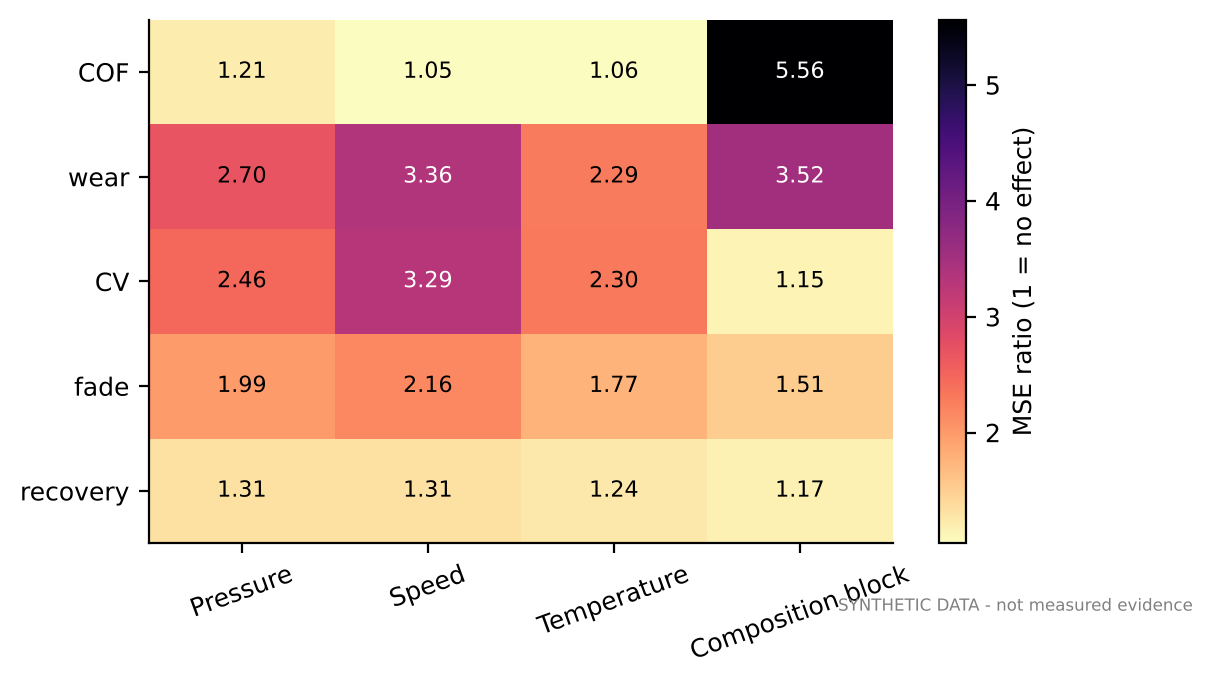 COF 1.21 1.05 1.06 5.56
wear 2.70 3.36 2.29 3.52
CV 2.46 3.29 2.30 1.15
fade 1.99 2.16 1.77 1.51
recovery 1.31 1.31 1.24 1.17
Pressure Speed Temperature Composition block
5
4
3
2
MSE ratio (1 = no effect)
SYNTHETIC DATA - not measured evidence